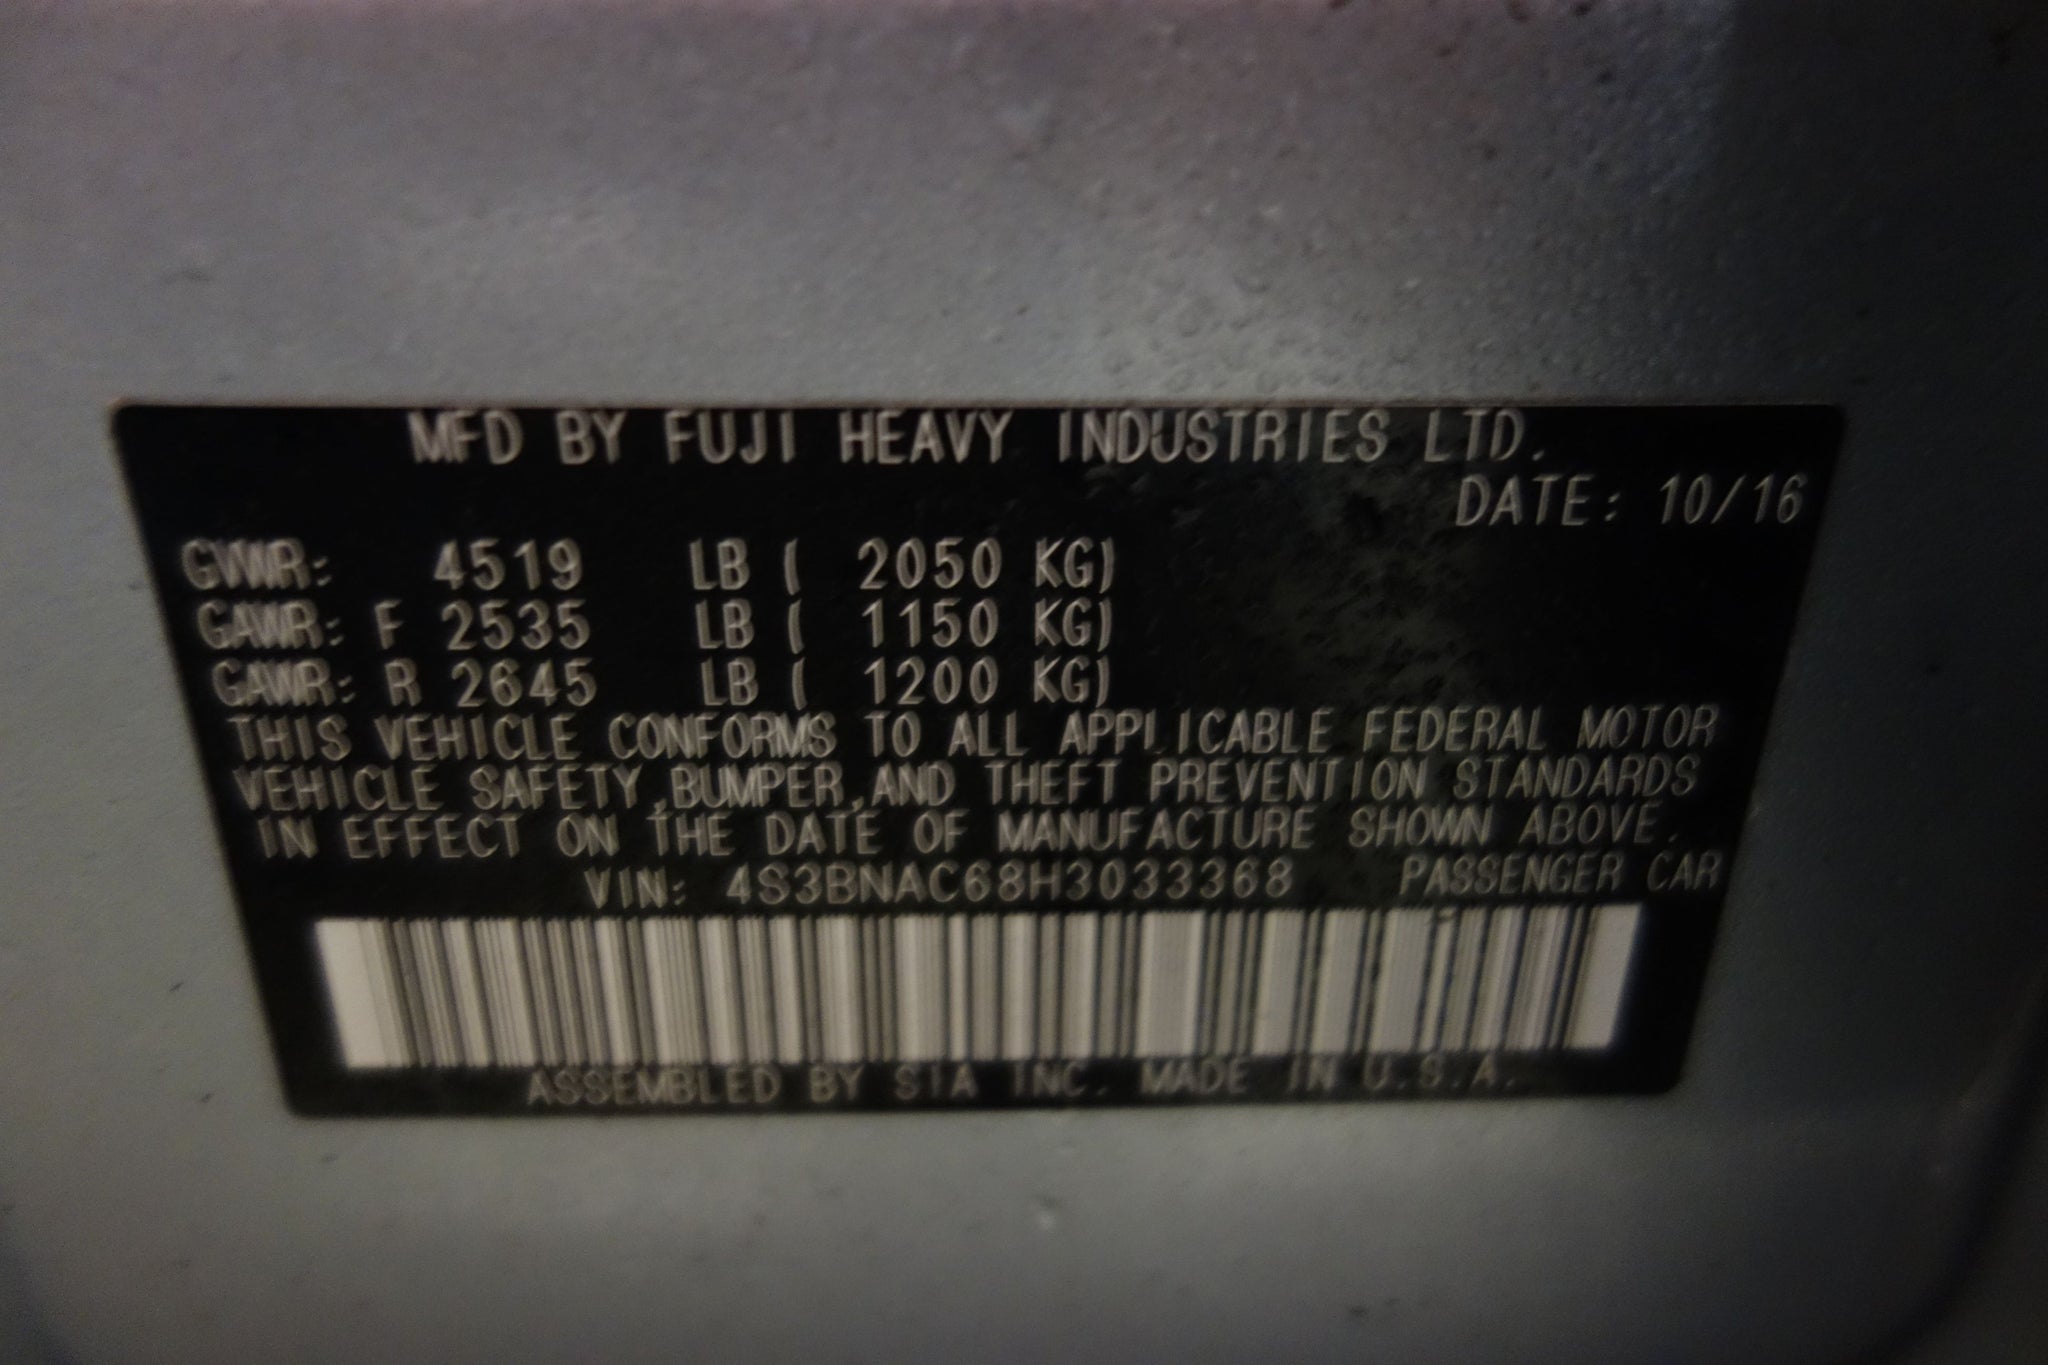 MFD BY FUJI HEAVY INDUSTRIES LTD.
DATE: 10/16
GVWR: 4519 LB ( 2050 KG)
GAWR: F 2535 LB ( 1150 KG)
GAWR: R 2645 LB ( 1200 KG)
THIS VEHICLE CONFORMS TO ALL APPLICABLE FEDERAL MOTOR
VEHICLE SAFETY,BUMPER,AND THEFT PREVENTION STANDARDS
IN EFFECT ON THE DATE OF MANUFACTURE SHOWN ABOVE.
VIN: 4S3BNAC68H3033368 PASSENGER CAR
ASSEMBLED BY SIA INC. MADE IN U.S.A.